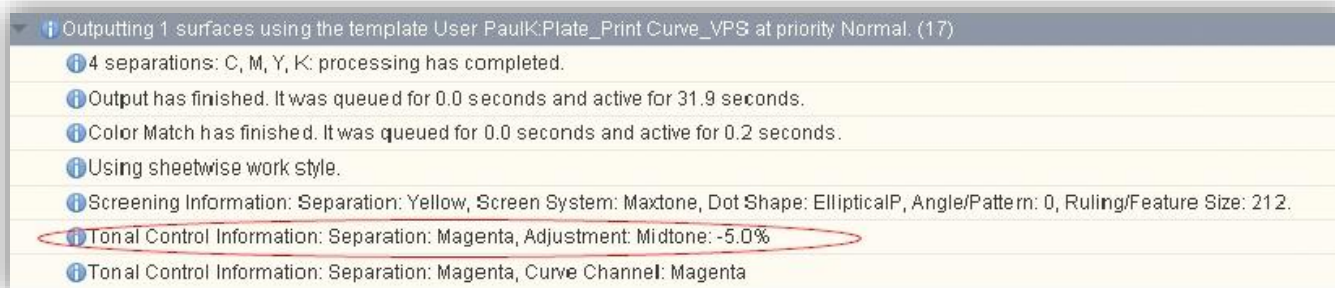 Outputting 1 surfaces using the template User PaulK:Plate_Print Curve_VPS at priority Normal. (17)
4 separations: C, M, Y, K: processing has completed.
Output has finished. It was queued for 0.0 seconds and active for 31.9 seconds.
Color Match has finished. It was queued for 0.0 seconds and active for 0.2 seconds.
Using sheetwise work style.
Screening Information: Separation: Yellow, Screen System: Maxtone, Dot Shape: EllipticalP, Angle/Pattern: 0, Ruling/Feature Size: 212.
Tonal Control Information: Separation: Magenta, Adjustment: Midtone: -5.0%
Tonal Control Information: Separation: Magenta, Curve Channel: Magenta